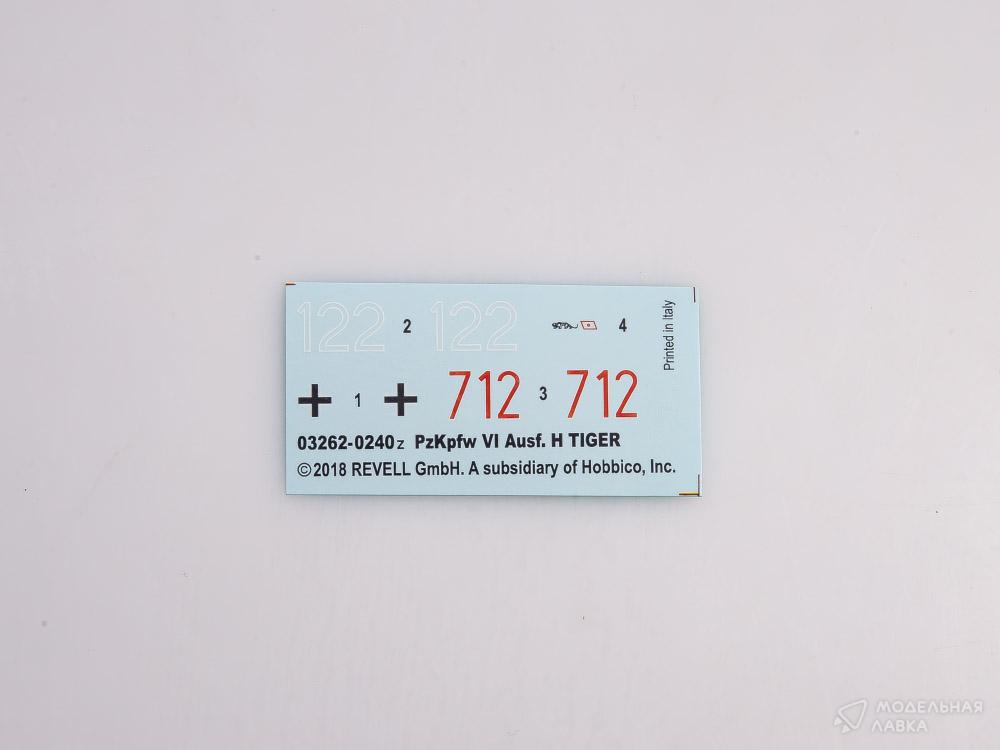 122 2 122 4
Printed in Italy
1 712 3 712
03262-0240z PzKpfw VI Ausf. H TIGER
©2018 REVELL GmbH. A subsidiary of Hobbico, Inc.
МОДЕЛЬНАЯ
ЛАВКА